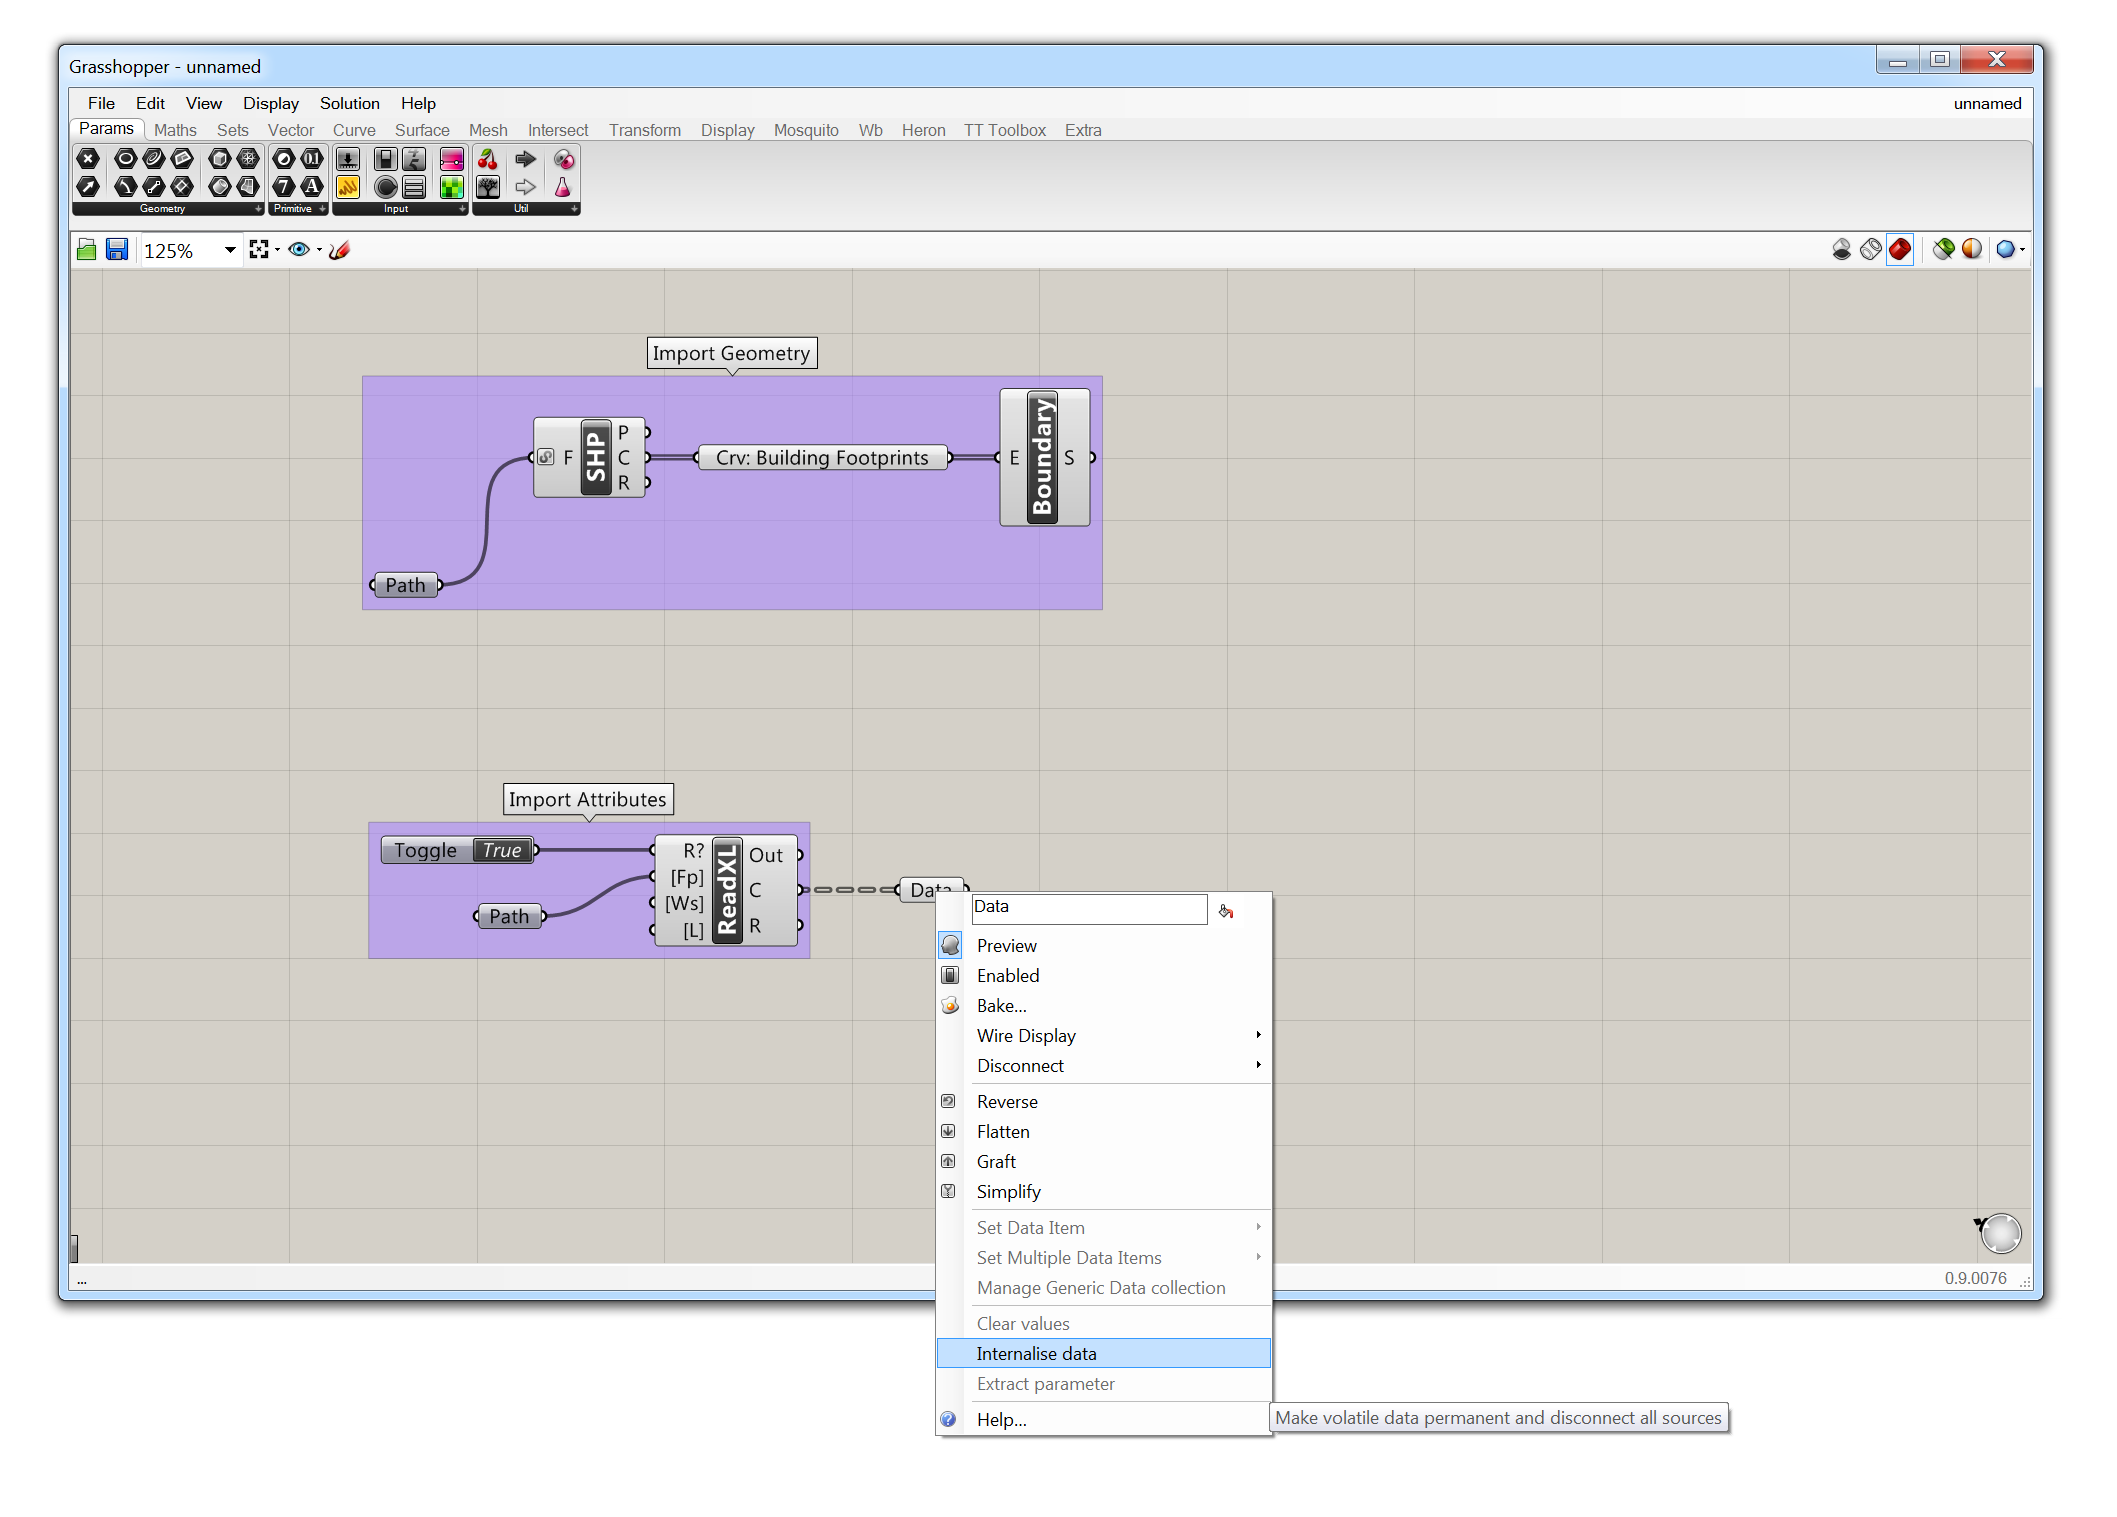 Grasshopper - unnamed
File Edit View Display Solution Help unnamed
Params Maths Sets Vector Curve Surface Mesh Intersect Transform Display Mosquito Wb Heron TT Toolbox Extra
0.1
7 A
Geometry Primitive Input Util
125%
Import Geometry
Boundary
SHP
P
F C Crv: Building Footprints E S
R
Path
Import Attributes
Toggle True R? ReadXL Out
[Fp]
C Data
Path [Ws]
[L] R
Data
Preview
Enabled
Bake...
Wire Display
Disconnect
Reverse
Flatten
Graft
Simplify
Set Data Item
Set Multiple Data Items
Manage Generic Data collection
Clear values
Internalise data
Extract parameter
Help...
Make volatile data permanent and disconnect all sources
...
0.9.0076